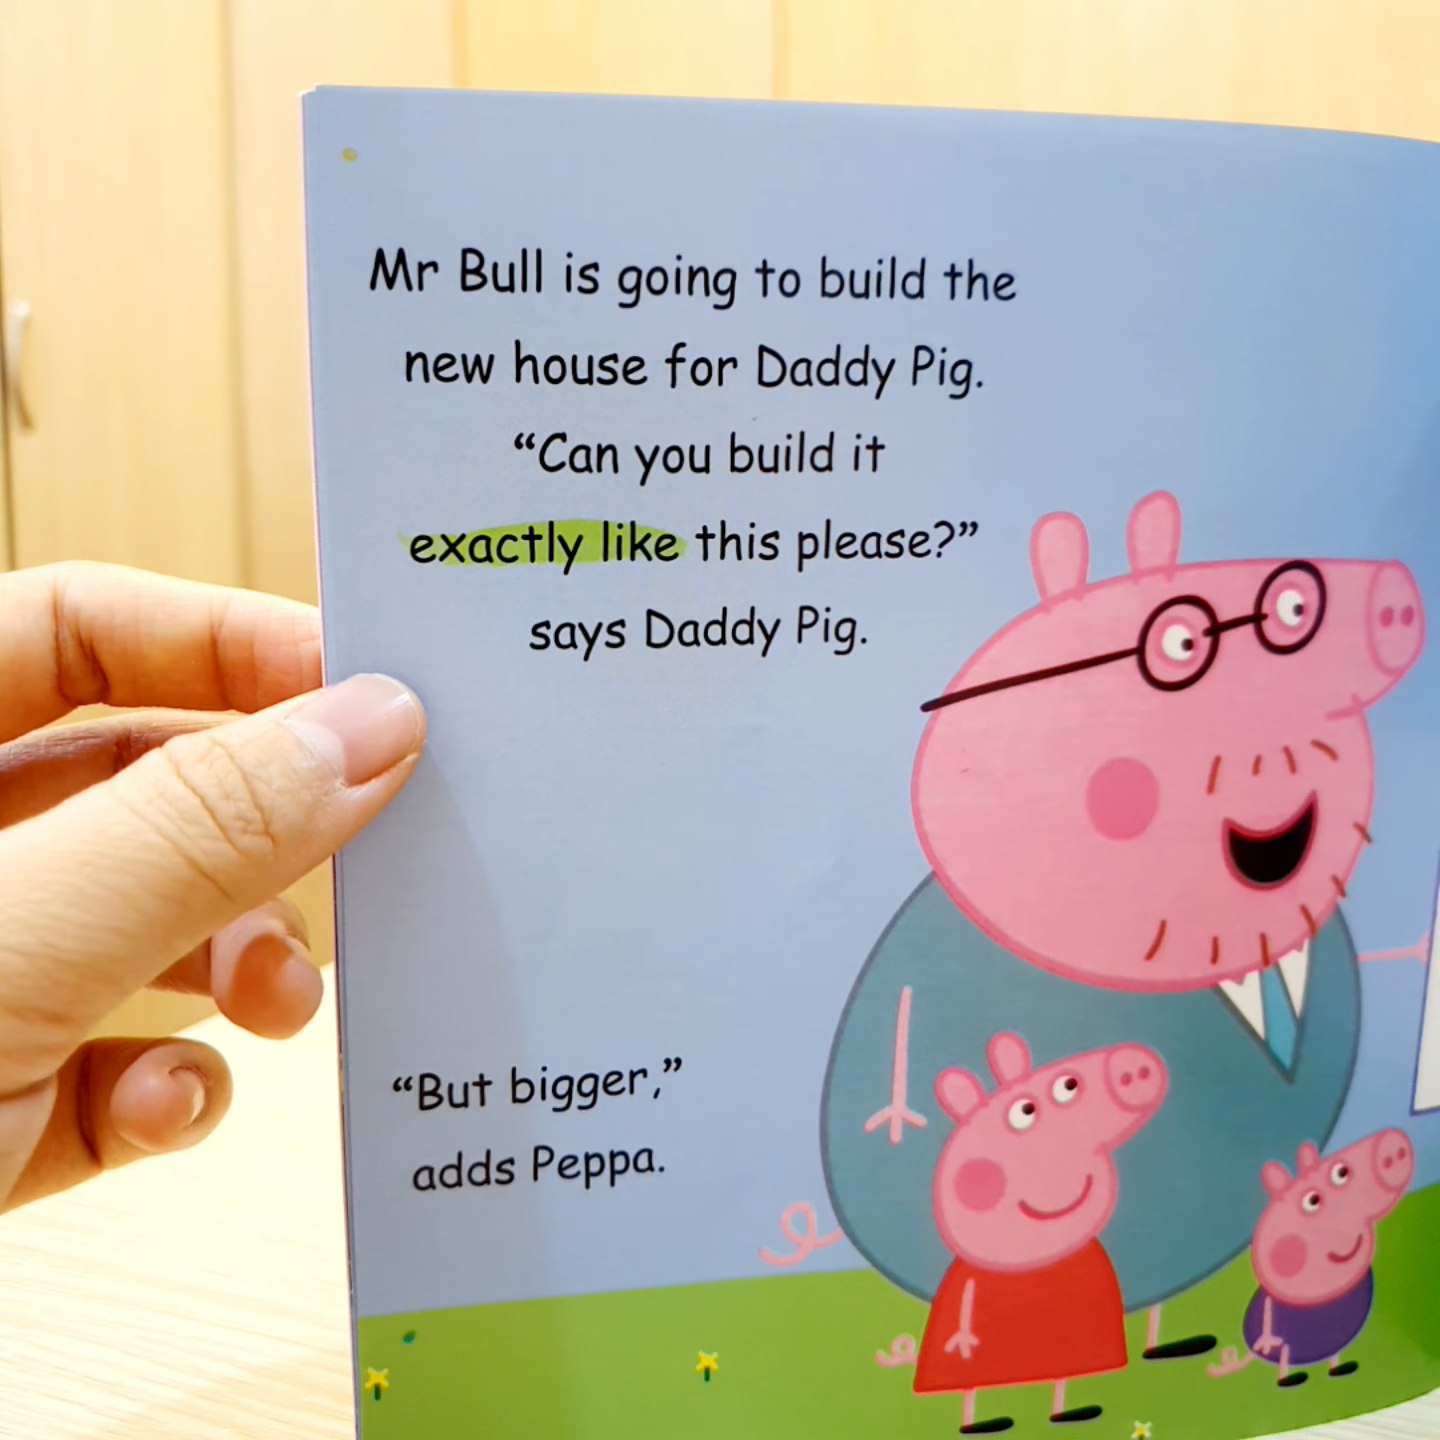 Mr Bull is going to build the
new house for Daddy Pig.
“Can you build it
exactly like this please?”
says Daddy Pig.
“But bigger,”
adds Peppa.